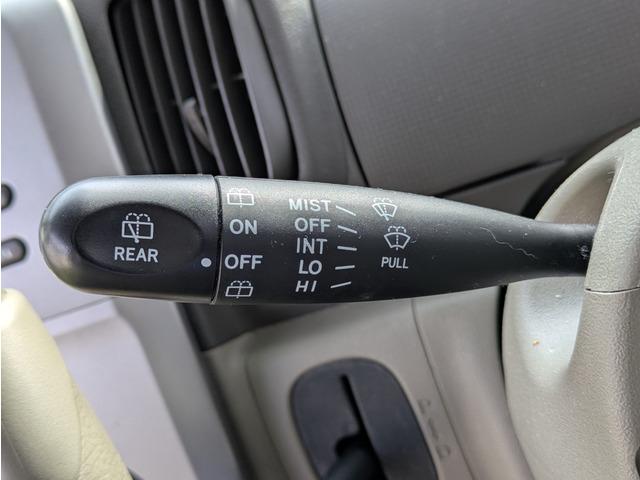 REAR
ON
OFF
MIST
OFF
INT
LO
HI
PULL